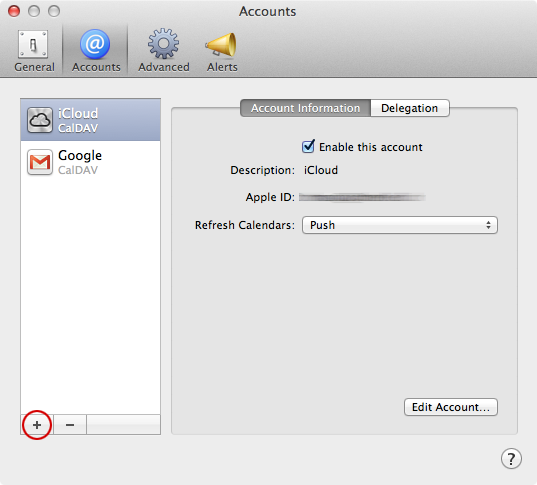 Accounts
General
Accounts
Advanced
Alerts
iCloud
CalDAV
Google
CalDAV
Account Information
Delegation
Enable this account
Description: iCloud
Apple ID:
Refresh Calendars: Push
Edit Account...
+ −
?